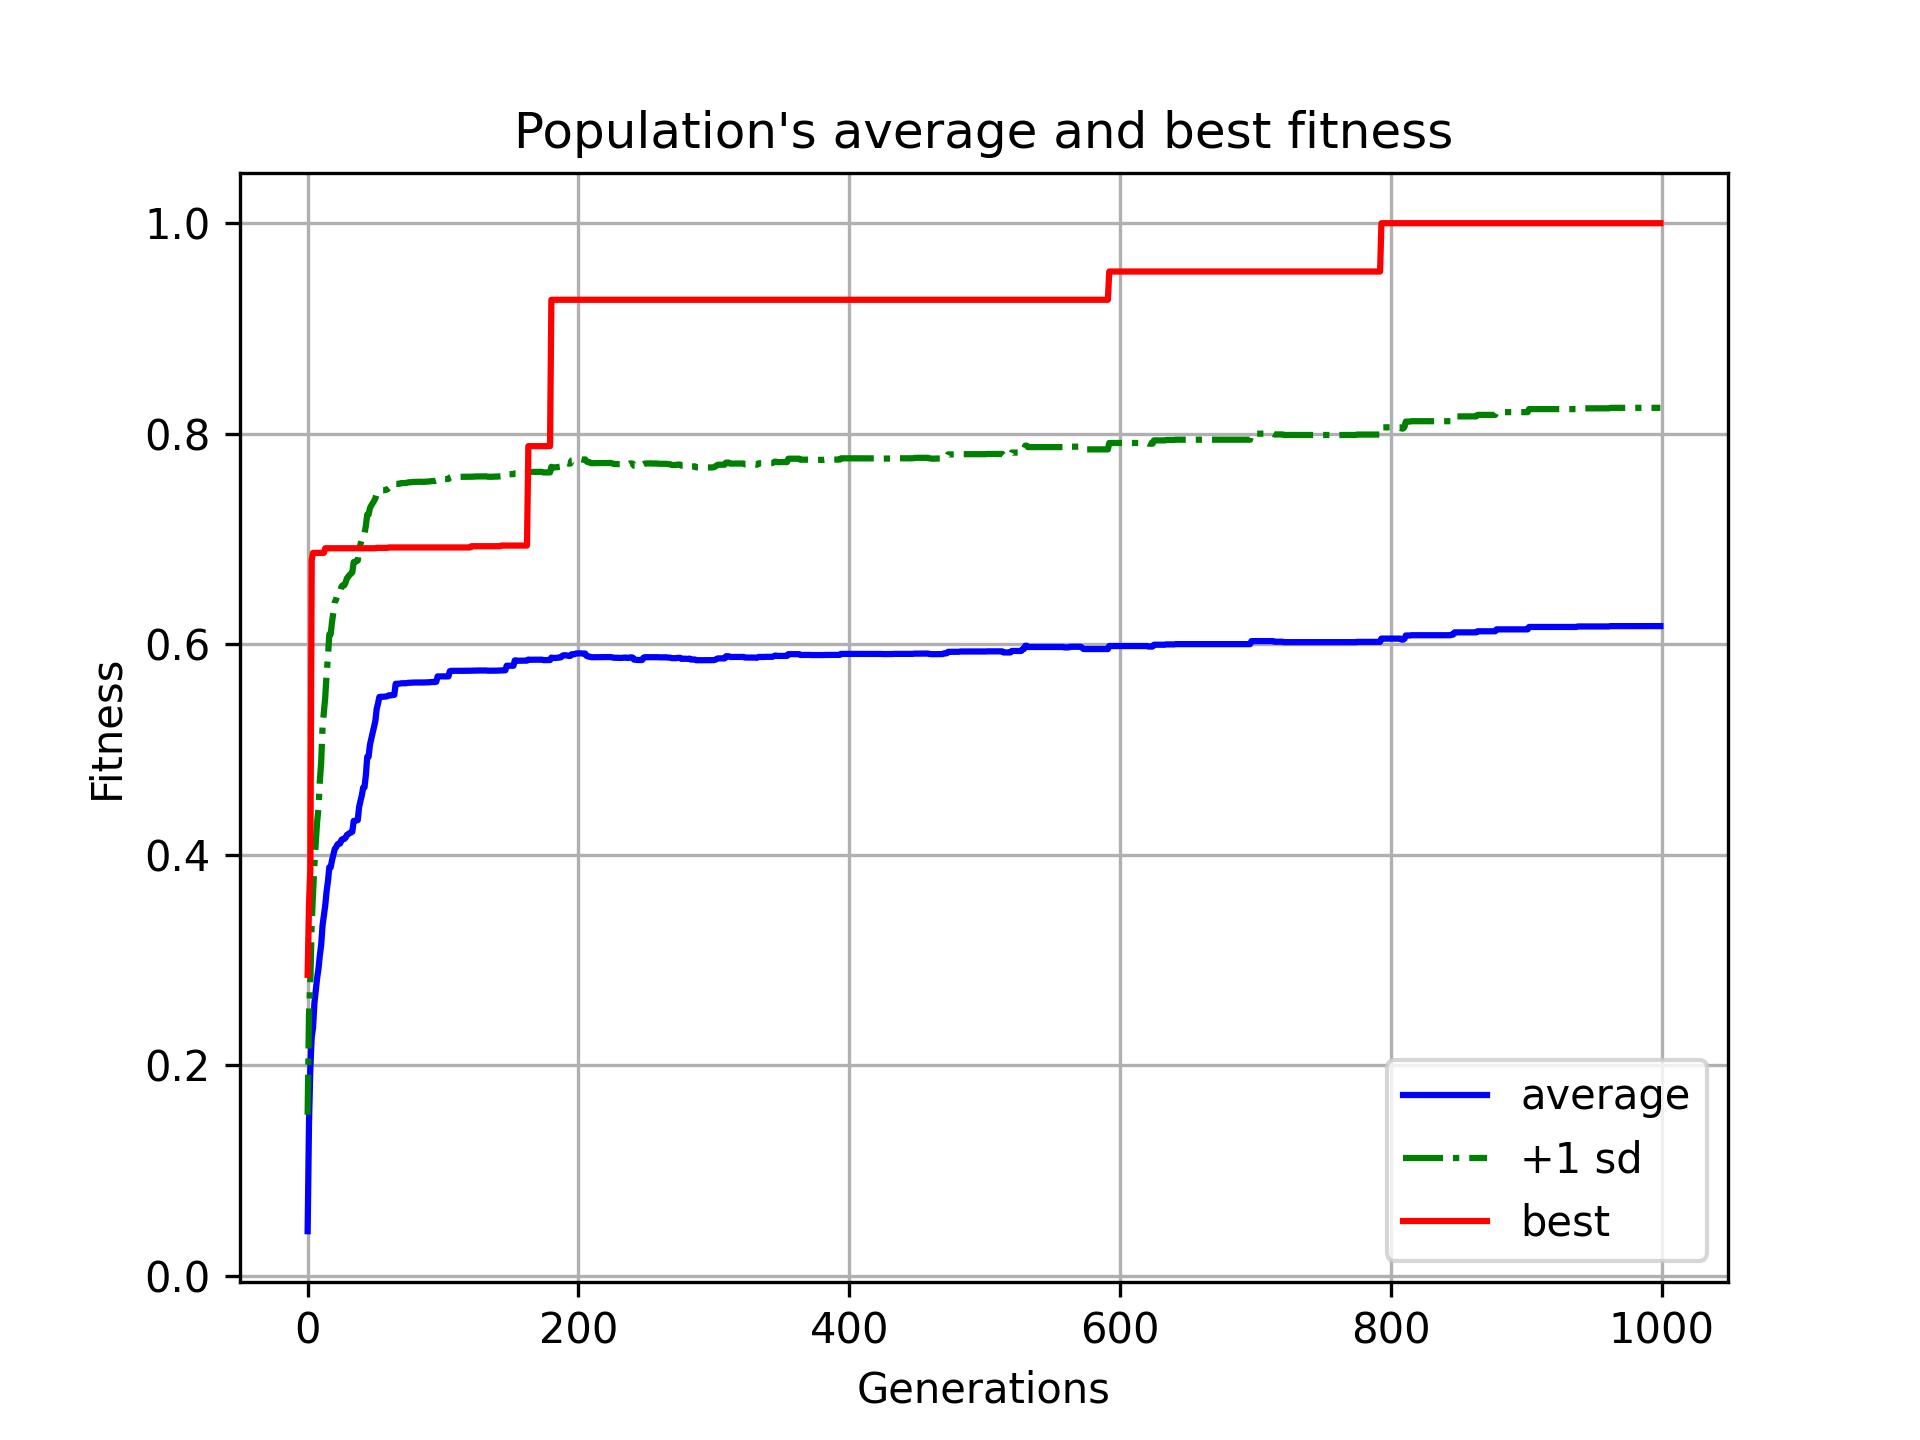 Population's average and best fitness
1.0
0.8
0.6
0.4
0.2
0.0
Fitness
0 200 400 600 800 1000
Generations
average
+1 sd
best